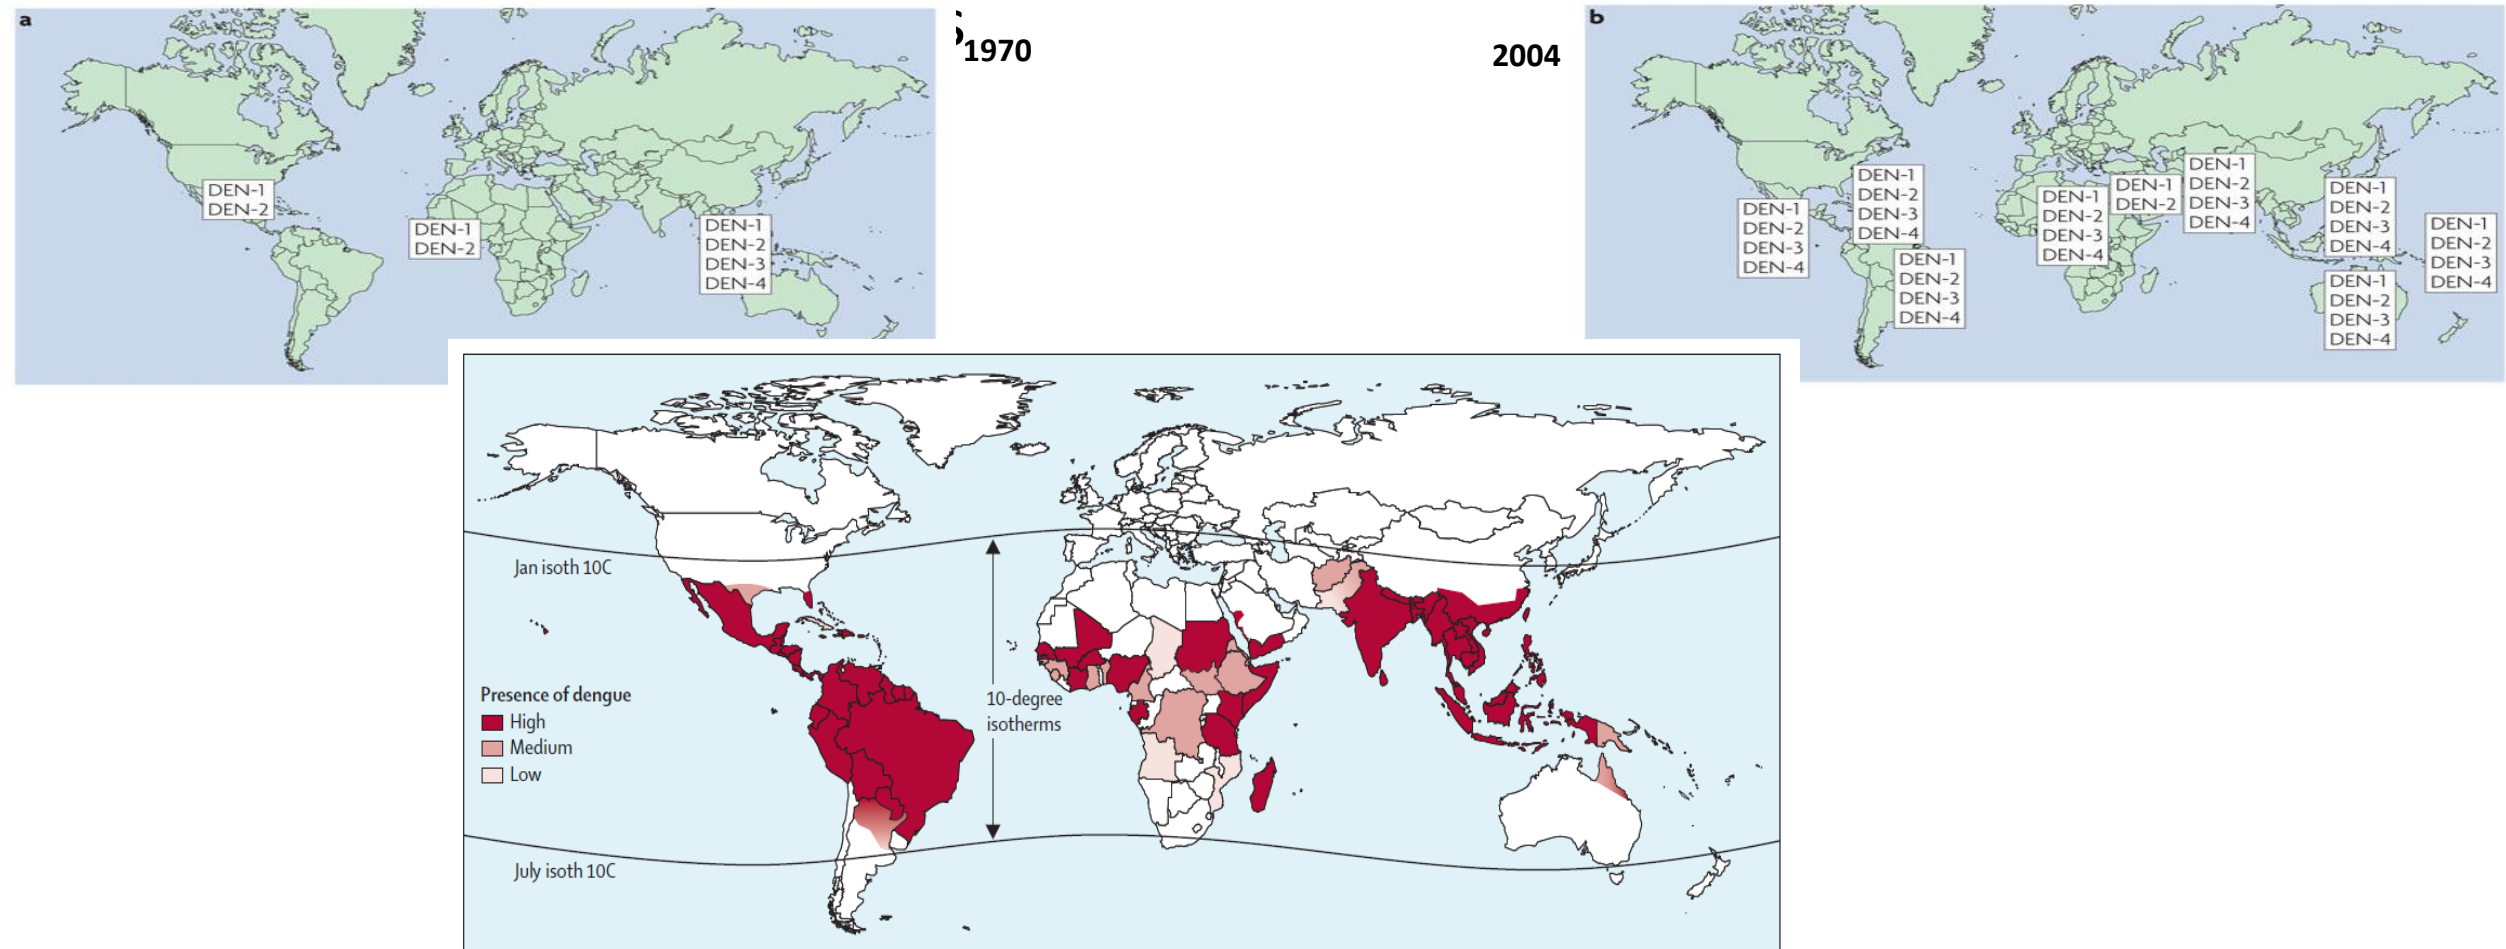 a
1970
DEN-1
DEN-2
DEN-1
DEN-2
DEN-1
DEN-2
DEN-3
DEN-4
2004
b
DEN-1
DEN-2
DEN-3
DEN-4
DEN-1
DEN-2
DEN-3
DEN-4
DEN-1
DEN-2
DEN-3
DEN-4
DEN-1
DEN-2
DEN-3
DEN-4
DEN-1
DEN-2
DEN-1
DEN-2
DEN-3
DEN-4
DEN-1
DEN-2
DEN-3
DEN-4
DEN-1
DEN-2
DEN-3
DEN-4
DEN-1
DEN-2
DEN-3
DEN-4
Jan isoth 10C
10-degree
isotherms
Presence of dengue
High
Medium
Low
July isoth 10C